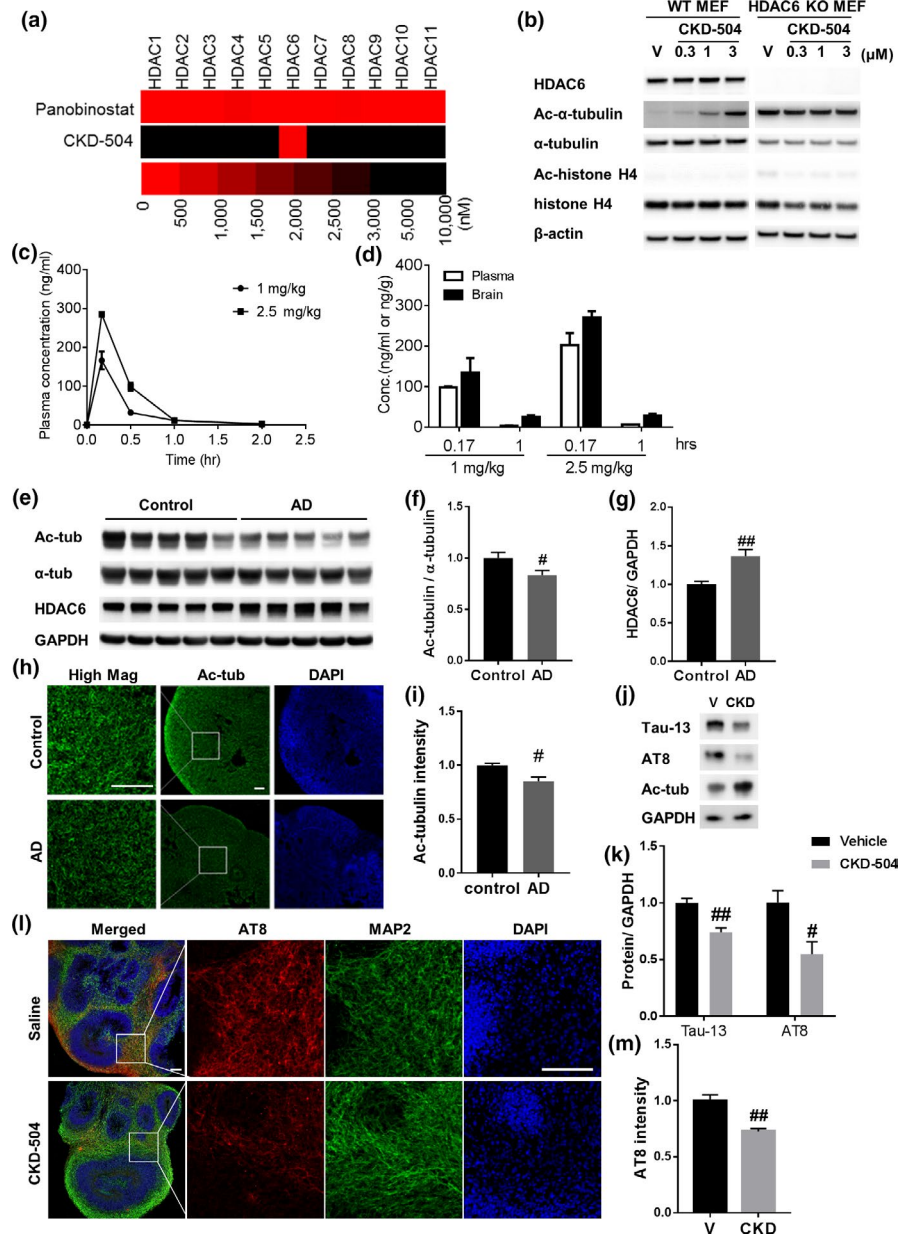 (a)
HDAC1
HDAC2
HDAC3
HDAC4
HDAC5
HDAC6
HDAC7
HDAC8
HDAC9
HDAC10
HDAC11
Panobinostat
CKD-504
0
500
1,000
1,500
2,000
2,500
3,000
5,000
10,000
(nM)
(b)
WT MEF HDAC6 KO MEF
CKD-504 CKD-504
V 0.3 1 3 V 0.3 1 3 (μM)
HDAC6
Ac-α-tubulin
α-tubulin
Ac-histone H4
histone H4
β-actin
(c)
Plasma concentration (ng/ml)
400
300
200
100
0
0.0 0.5 1.0 1.5 2.0 2.5
Time (hr)
1 mg/kg
2.5 mg/kg
(d)
Conc.(ng/ml or ng/g)
400
300
200
100
0
Plasma
Brain
0.17 1 0.17 1 hrs
1 mg/kg 2.5 mg/kg
(e)
Control AD
Ac-tub
α-tub
HDAC6
GAPDH
(f)
Ac-tubulin / α-tubulin
1.5
1.0
0.5
0.0
#
Control AD
(g)
HDAC6/ GAPDH
2.0
1.5
1.0
0.5
0.0
##
Control AD
(h)
High Mag Ac-tub DAPI
Control
AD
(i)
Ac-tubulin intensity
1.5
1.0
0.5
0.0
#
control AD
(j)
V CKD
Tau-13
AT8
Ac-tub
GAPDH
Vehicle
CKD-504
(k)
Protein/ GAPDH
1.5
1.0
0.5
0.0
##
#
Tau-13 AT8
(l)
Merged AT8 MAP2 DAPI
Saline
CKD-504
(m)
AT8 intensity
1.5
1.0
0.5
0.0
##
V CKD